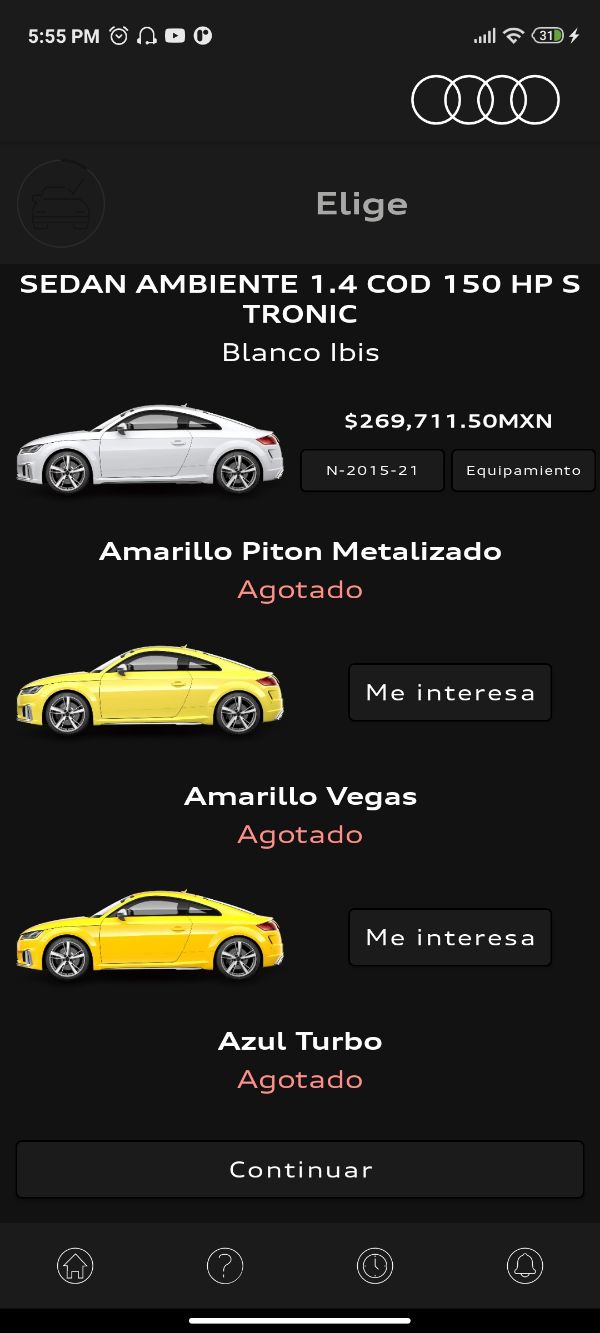 5:55 PM
31
Elige
SEDAN AMBIENTE 1.4 COD 150 HP S
TRONIC
Blanco Ibis
$269,711.50MXN
N-2015-21
Equipamiento
Amarillo Piton Metalizado
Agotado
Me interesa
Amarillo Vegas
Agotado
Me interesa
Azul Turbo
Agotado
Continuar